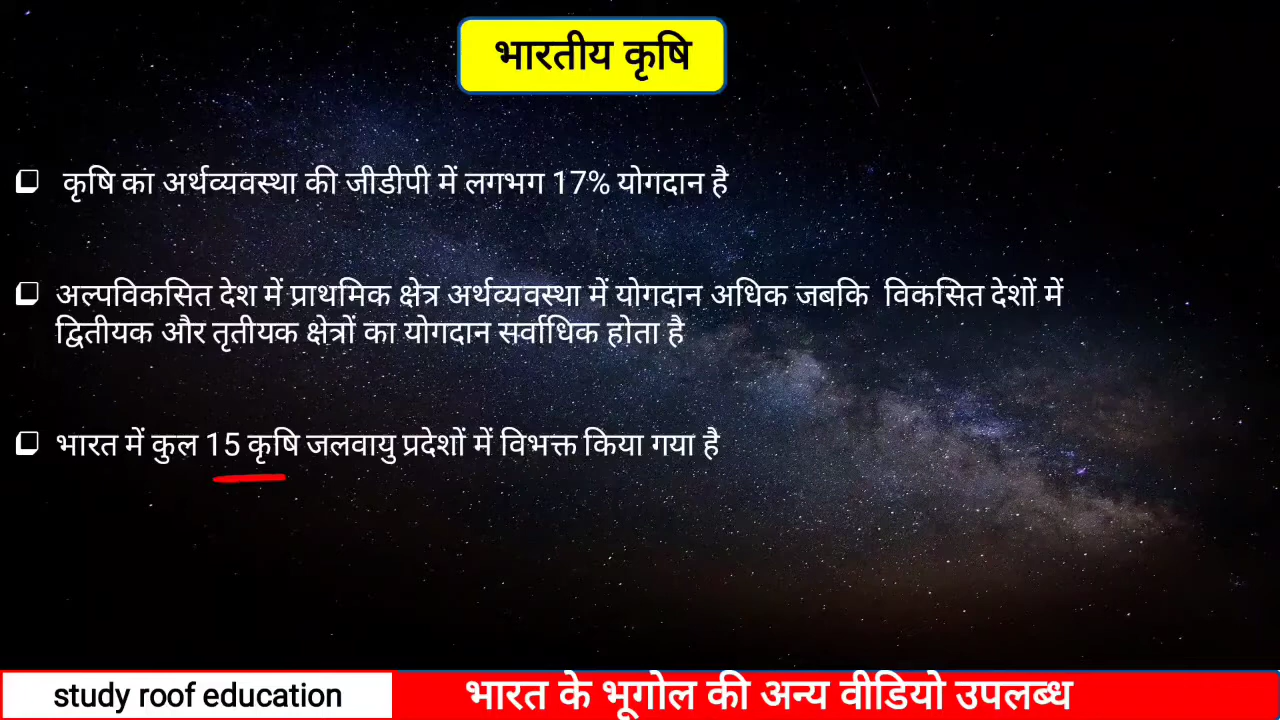 भारतीय कृषि
कृषि का अर्थव्यवस्था की जीडीपी में लगभग 17% योगदान है
अल्पविकसित देश में प्राथमिक क्षेत्र अर्थव्यवस्था में योगदान अधिक जबकि विकसित देशों में
द्वितीयक और तृतीयक क्षेत्रों का योगदान सर्वाधिक होता है
भारत में कुल 15 कृषि जलवायु प्रदेशों में विभक्त किया गया है
study roof education
भारत के भूगोल की अन्य वीडियो उपलब्ध